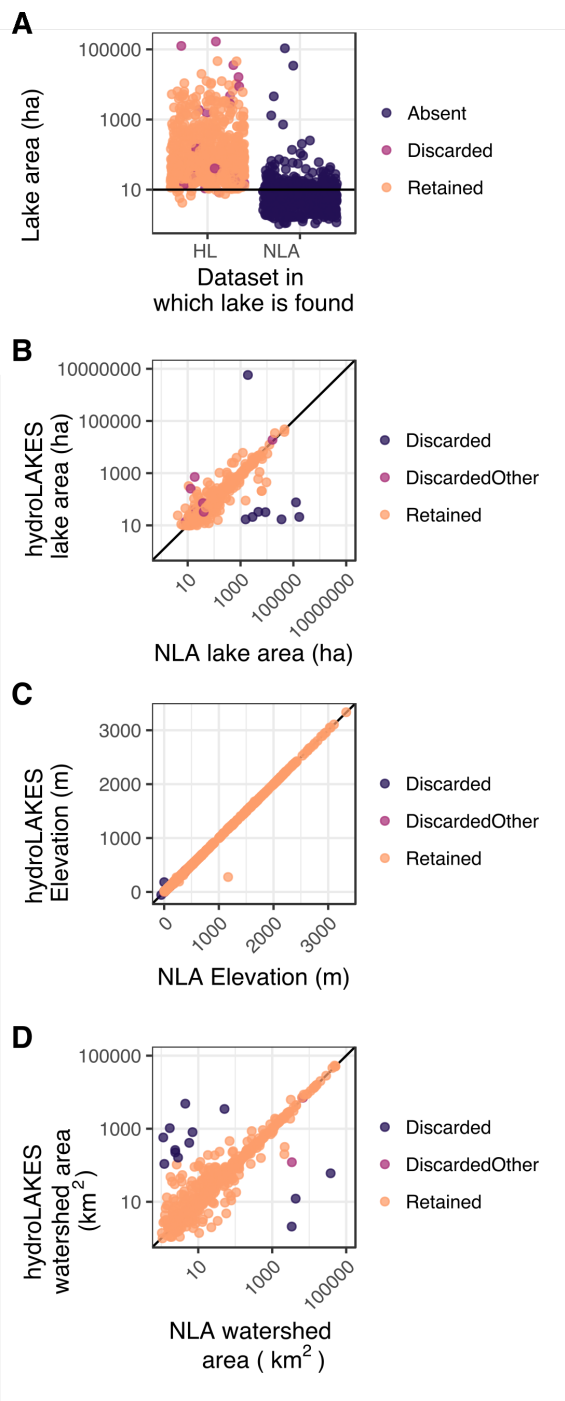 A
Lake area (ha)
100000
1000
10
HL
NLA
Dataset in
which lake is found
Absent
Discarded
Retained
B
hydroLAKES
lake area (ha)
10000000
100000
1000
10
10
1000
100000
10000000
NLA lake area (ha)
Discarded
DiscardedOther
Retained
C
hydroLAKES
Elevation (m)
3000
2000
1000
0
0
1000
2000
3000
NLA Elevation (m)
Discarded
DiscardedOther
Retained
D
hydroLAKES
watershed area
(km²)
100000
1000
10
10
1000
100000
NLA watershed
area ( km² )
Discarded
DiscardedOther
Retained